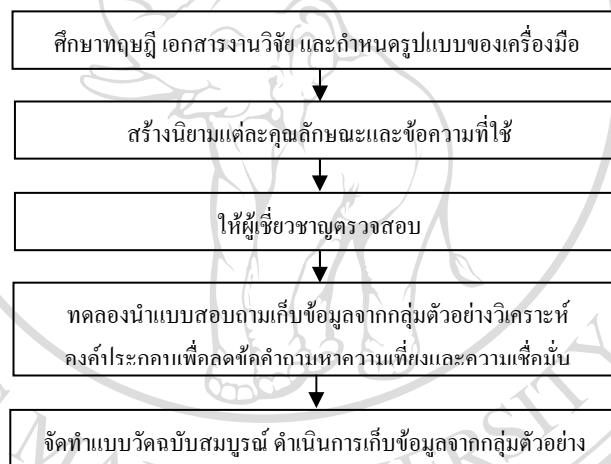 ศึกษาทฤษฎี เอกสารงานวิจัย และกำหนดรูปแบบของเครื่องมือ
สร้างนิยามแต่ละคุณลักษณะและข้อความที่ใช้
ให้ผู้เชี่ยวชาญตรวจสอบ
ทดลองนำแบบสอบถามเก็บข้อมูลจากกลุ่มตัวอย่างวิเคราะห์
องค์ประกอบเพื่อลดข้อคำถามหาความเที่ยงและความเชื่อมั่น
จัดทำแบบวัดฉบับสมบูรณ์ ดำเนินการเก็บข้อมูลจากกลุ่มตัวอย่าง